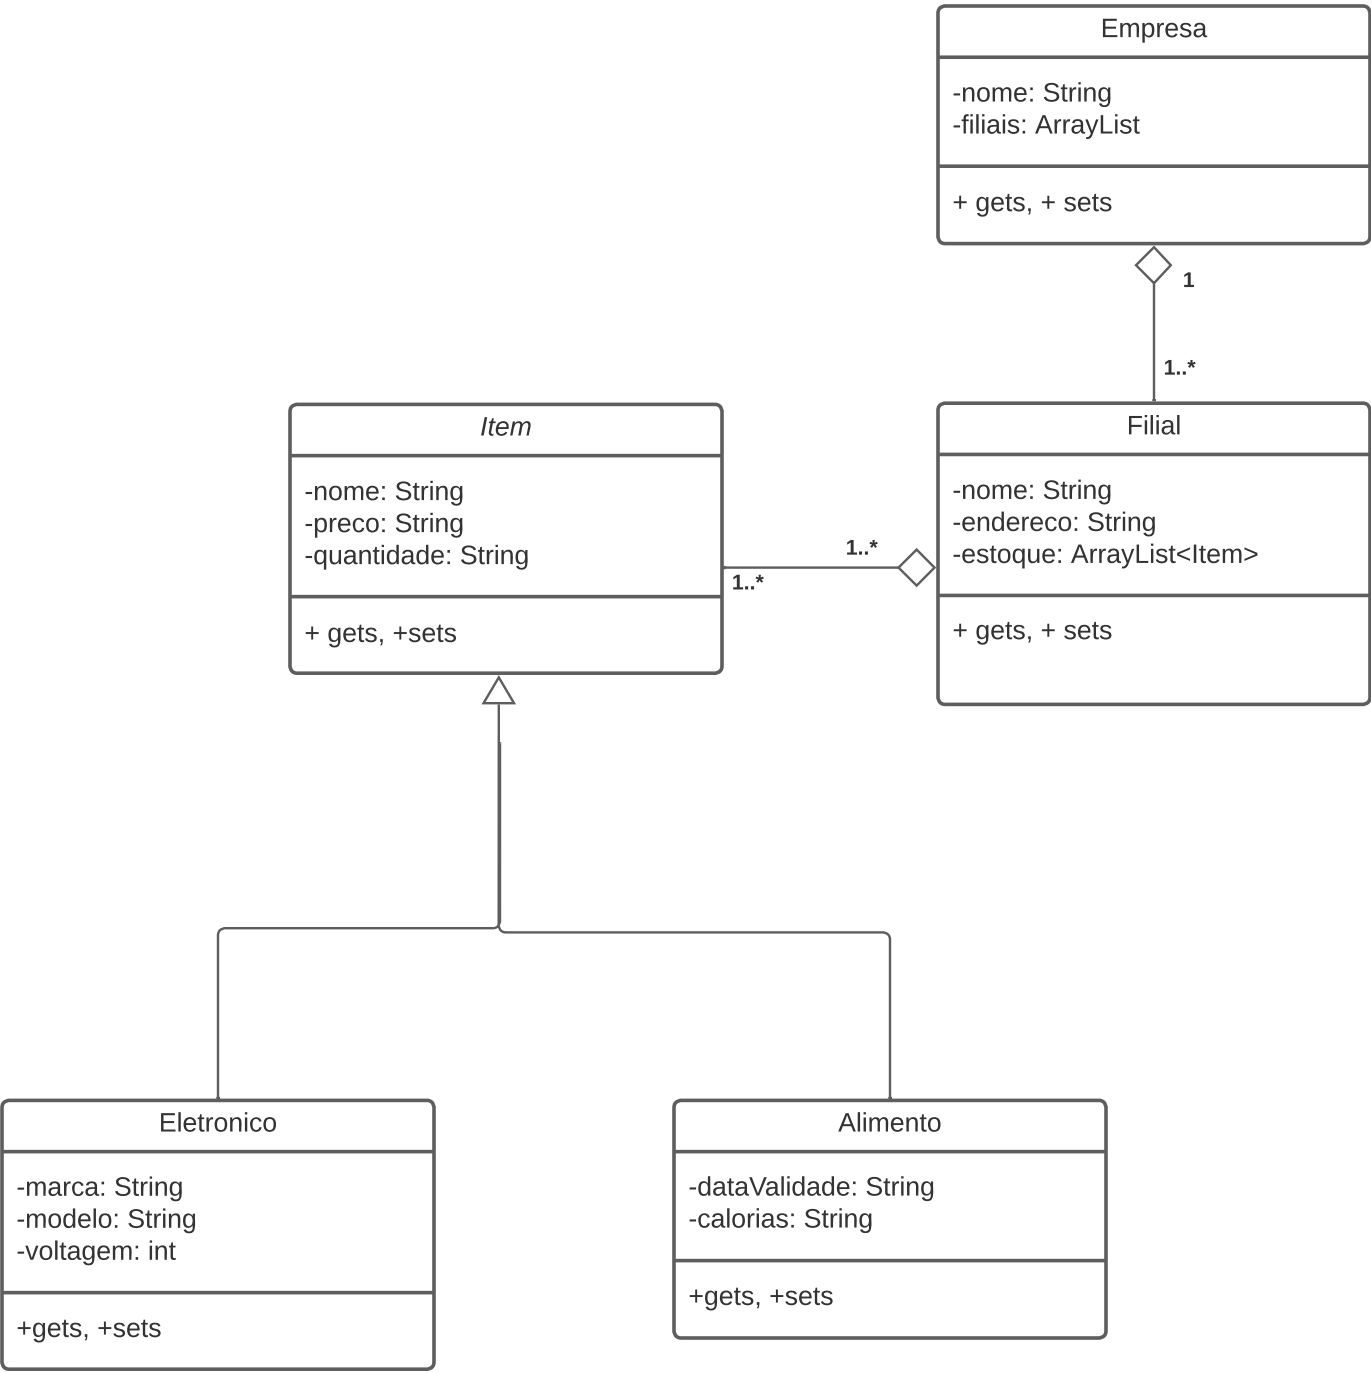 Empresa
-nome: String
-filiais: ArrayList
+ gets, + sets
1
1..*
Item
-nome: String
-preco: String
-quantidade: String
+ gets, +sets
1..*
1..*
Filial
-nome: String
-endereco: String
-estoque: ArrayList<Item>
+ gets, + sets
Eletronico
-marca: String
-modelo: String
-voltagem: int
+gets, +sets
Alimento
-dataValidade: String
-calorias: String
+gets, +sets